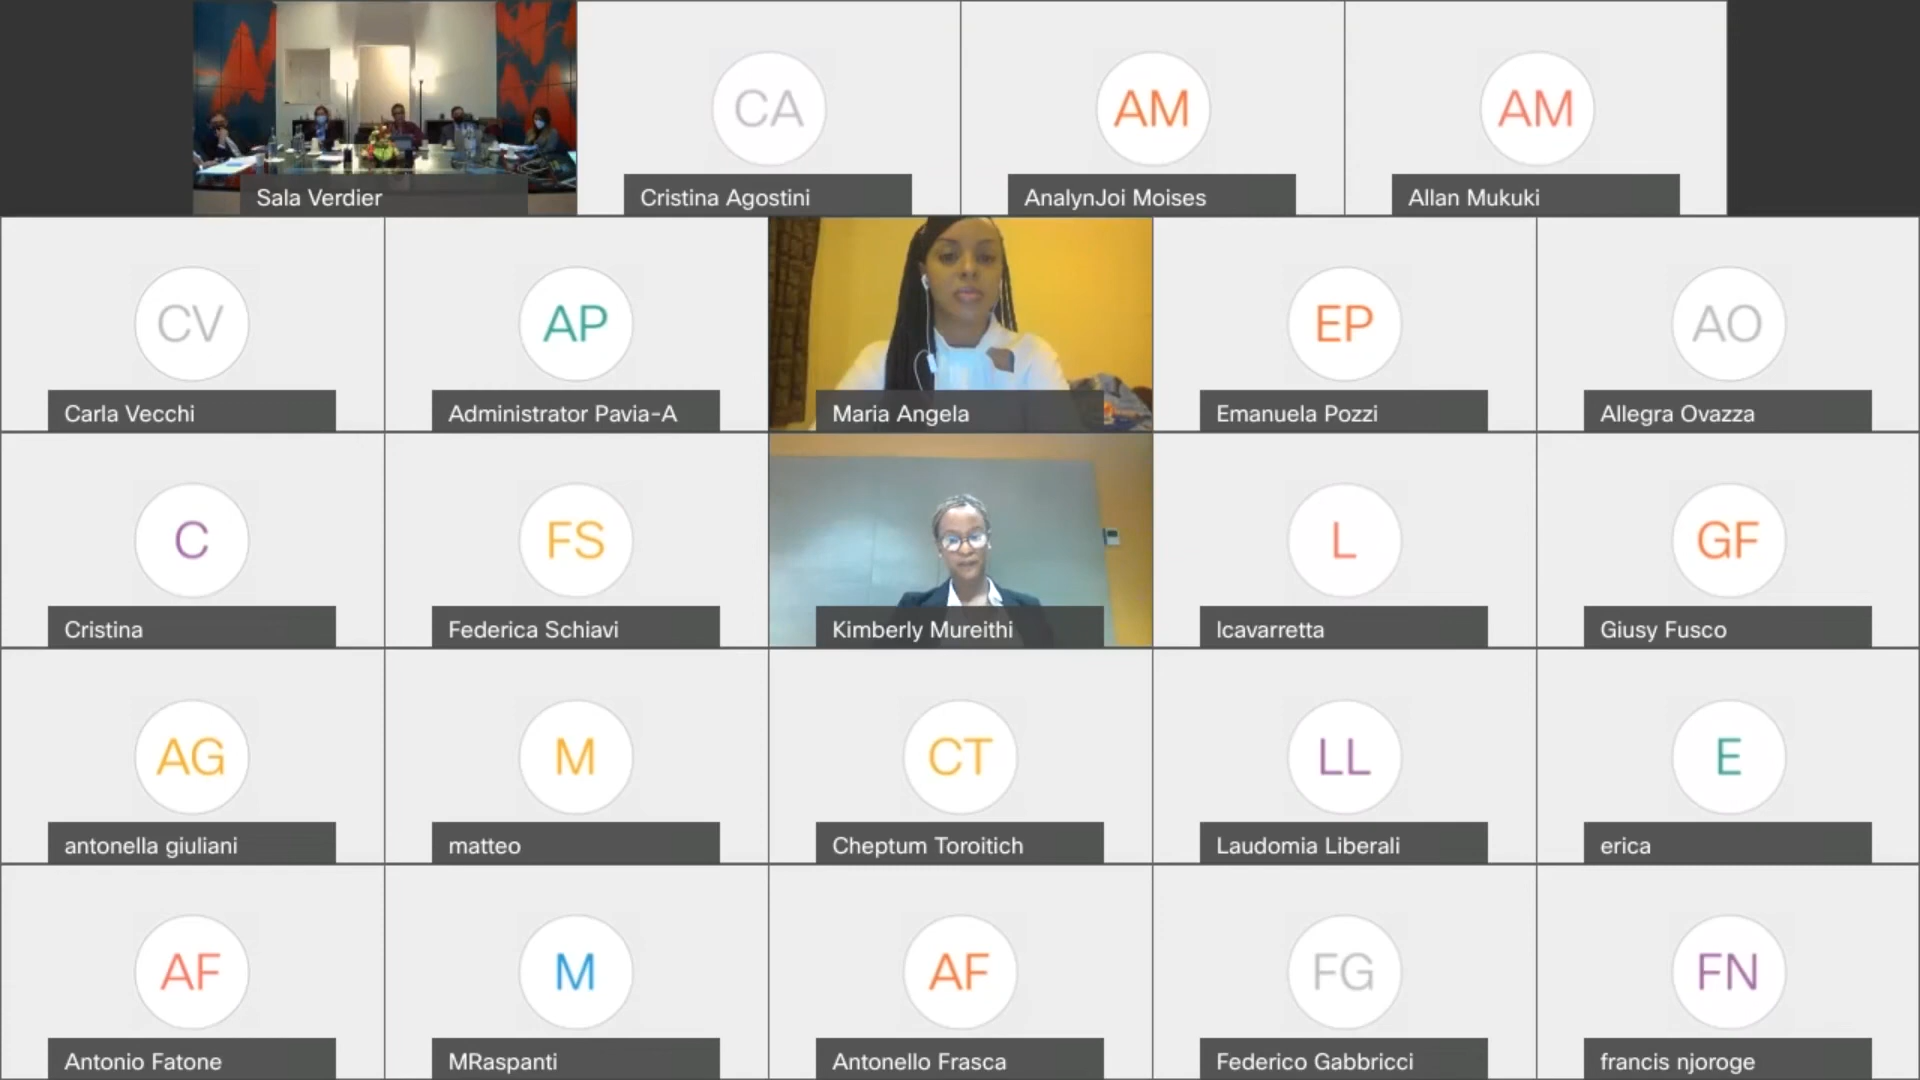 CA
AM
AM
Sala Verdier
Cristina Agostini
AnalynJoi Moises
Allan Mukuki
CV
AP
EP
AO
Carla Vecchi
Administrator Pavia-A
Maria Angela
Emanuela Pozzi
Allegra Ovazza
C
FS
L
GF
Cristina
Federica Schiavi
Kimberly Mureithi
lcavarretta
Giusy Fusco
AG
M
CT
LL
E
antonella giuliani
matteo
Cheptum Toroitich
Laudomia Liberali
erica
AF
M
AF
FG
FN
Antonio Fatone
MRaspanti
Antonello Frasca
Federico Gabbricci
francis njoroge